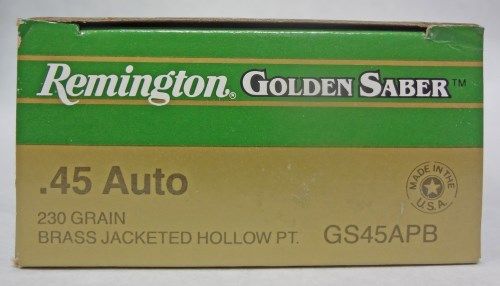 Remington. GOLDEN SABER™
.45 Auto
230 GRAIN
BRASS JACKETED HOLLOW PT.
GS45APB
MADE IN THE
U.S.A.